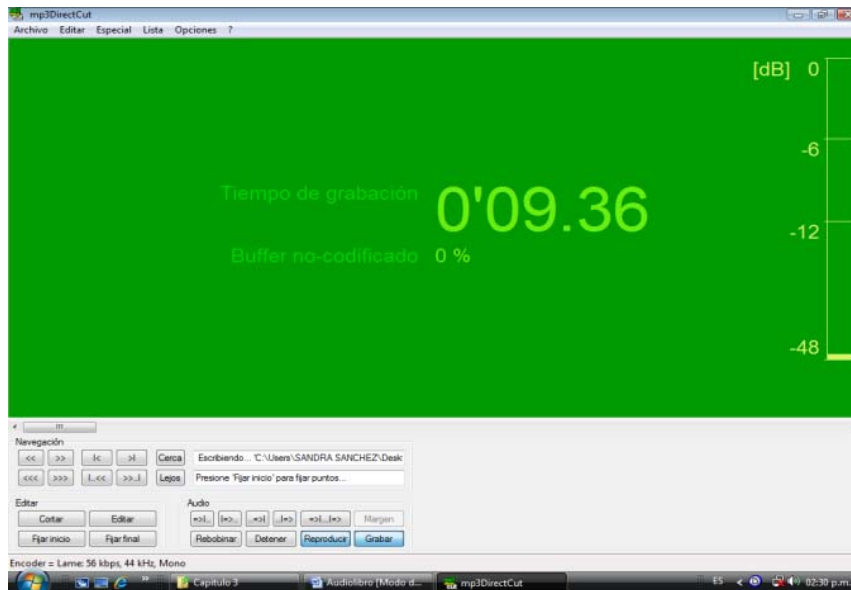 mp3DirectCut
Archivo Editar Especial Lista Opciones ?
[dB] 0
-6
Tiempo de grabación 0'09.36
-12
Buffer no-codificado 0 %
-48
Navegación
<< >> |< >| Cerca Escribiendo... 'C:\Users\SANDRA SANCHEZ\Desk
<<< >>> |..<< >>..| Lejos Presione 'Fijar inicio' para fijar puntos...
Editar Audio
Cortar Editar =>|.. |=>.. ..=>| ..|=> =>|...|=> Margen
Fijar inicio Fijar final Rebobinar Detener Reproducir Grabar
Encoder = Lame: 56 kbps, 44 kHz, Mono
Capitulo 3 Audiolibro [Modo d... mp3DirectCut ES 02:30 p.m.